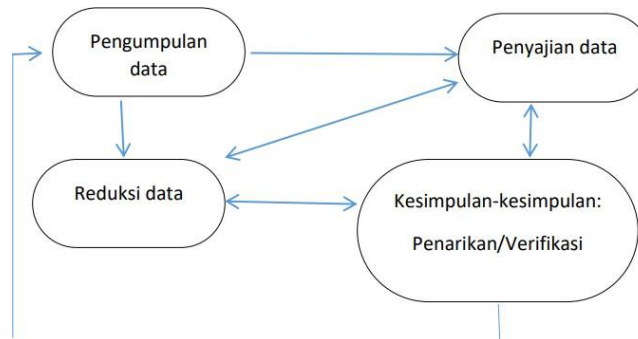 Pengumpulan
data
Penyajian data
Reduksi data
Kesimpulan-kesimpulan:
Penarikan/Verifikasi